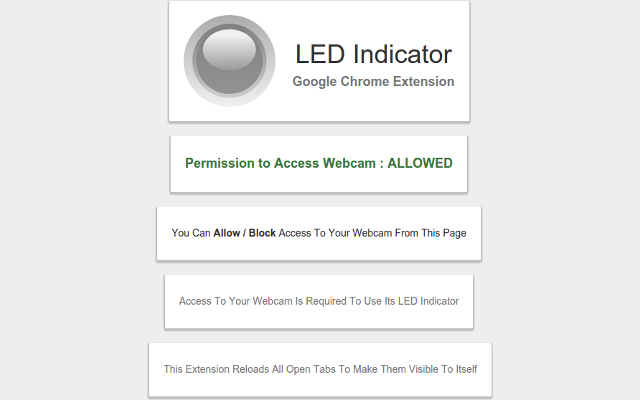 LED Indicator
Google Chrome Extension
Permission to Access Webcam : ALLOWED
You Can Allow / Block Access To Your Webcam From This Page
Access To Your Webcam Is Required To Use Its LED Indicator
This Extension Reloads All Open Tabs To Make Them Visible To Itself